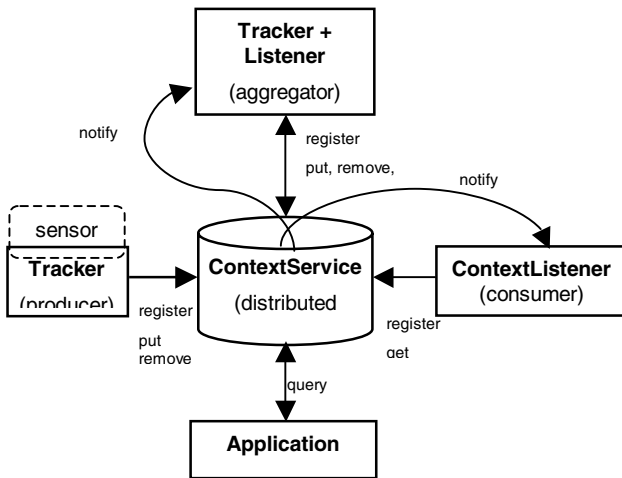 Tracker +
Listener
(aggregator)
notify
register
put, remove,
notify
sensor
Tracker
(producer)
ContextService
(distributed
ContextListener
(consumer)
register
put
remove
register
get
query
Application